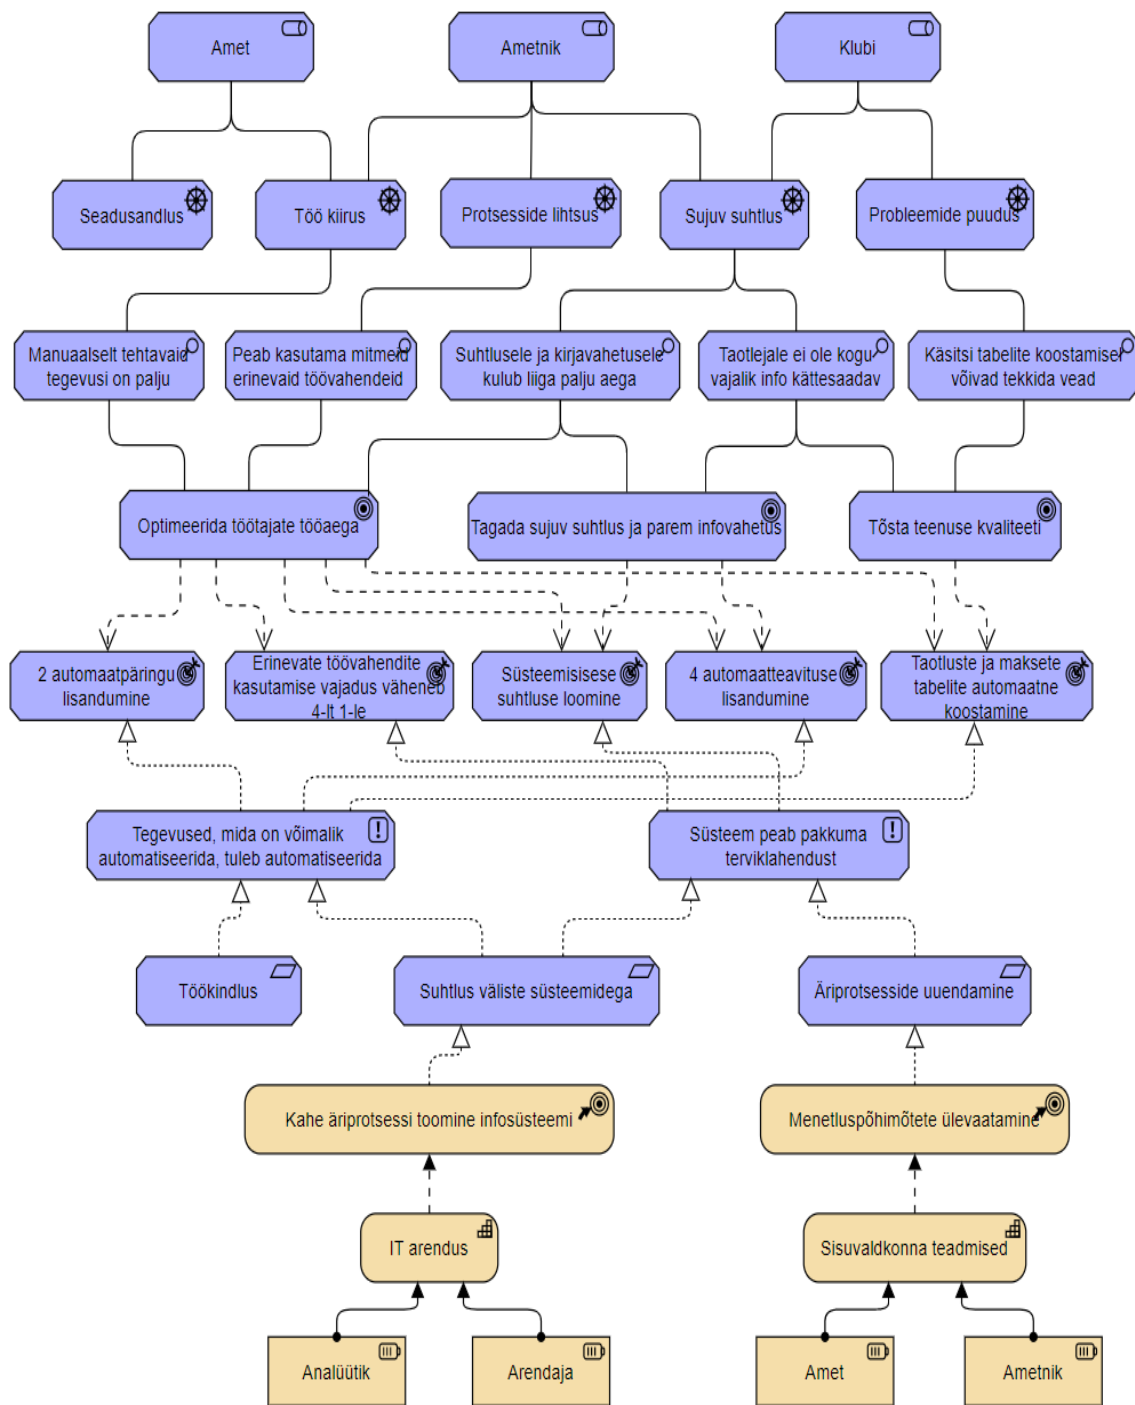 Amet
Ametnik
Klubi
Seadusandlus
Töö kiirus
Protsesside lihtsus
Sujuv suhtlus
Probleemide puudus
Manuaalselt tehtavaid
tegevusi on palju
Peab kasutama mitmeid
erinevaid töövahendeid
Suhtlusele ja kirjavahetusele
kulub liiga palju aega
Taotlejale ei ole kogu
vajalik info kättesaadav
Käsitsi tabelite koostamisel
võivad tekkida vead
Optimeerida töötajate tööaega
Tagada sujuv suhtlus ja parem infovahetus
Tõsta teenuse kvaliteeti
2 automaatpäringu
lisandumine
Erinevate töövahendite
kasutamise vajadus väheneb
4-lt 1-le
Süsteemisisese
suhtluse loomine
4 automaatteavituse
lisandumine
Taotluste ja maksete
tabelite automaatne
koostamine
Tegevused, mida on võimalik
automatiseerida, tuleb automatiseerida
Süsteem peab pakkuma
terviklahendust
Töökindlus
Suhtlus väliste süsteemidega
Äriprotsesside uuendamine
Kahe äriprotsessi toomine infosüsteemi
Menetluspõhimõtete ülevaatamine
IT arendus
Sisuvaldkonna teadmised
Analüütik
Arendaja
Amet
Ametnik